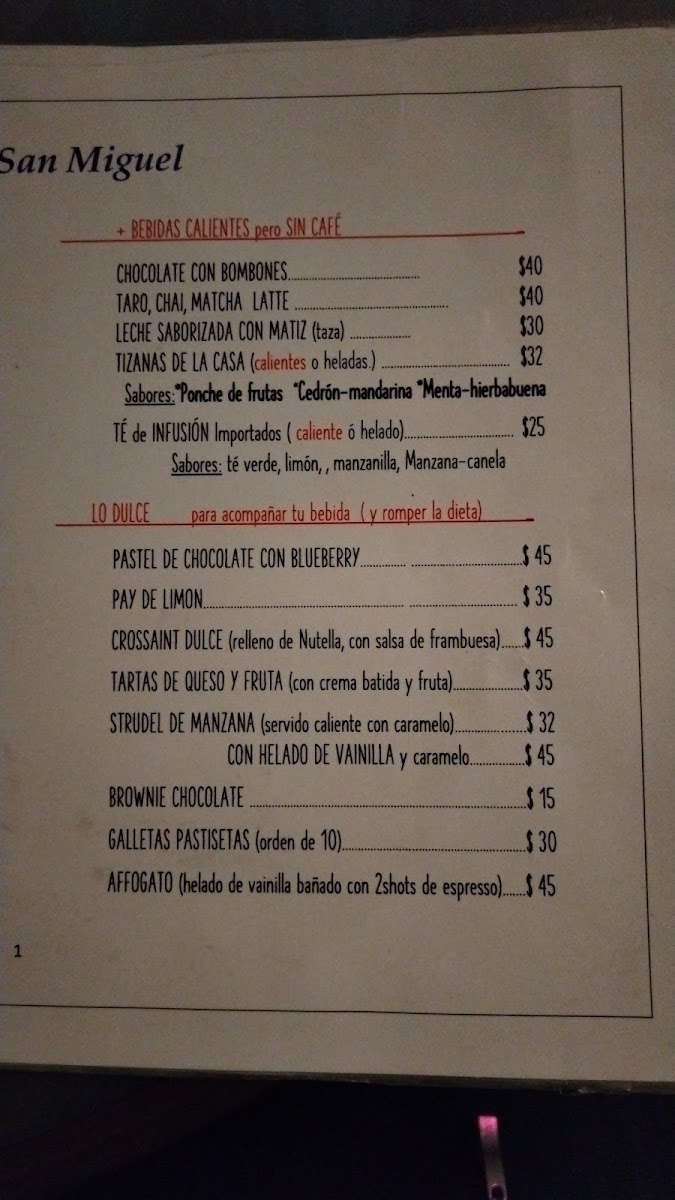 San Miguel
+ BEBIDAS CALIENTES pero SIN CAFÉ
CHOCOLATE CON BOMBONES.............................. $40
TARO, CHAI, MATCHA LATTE ................................... $40
LECHE SABORIZADA CON MATIZ (taza) .............. $30
TIZANAS DE LA CASA (calientes o heladas.) .............................. $32
Sabores:*Ponche de frutas *Cedrón-mandarina *Menta-hierbabuena
TÉ de INFUSIÓN Importados ( caliente ó helado)......................... $25
Sabores: té verde, limón, , manzanilla, Manzana-canela
LO DULCE para acompañar tu bebida ( y romper la dieta)
PASTEL DE CHOCOLATE CON BLUEBERRY............ ...........................$ 45
PAY DE LIMON............................................... ......................... $ 35
CROSSAINT DULCE (relleno de Nutella, con salsa de frambuesa)......$ 45
TARTAS DE QUESO Y FRUTA (con crema batida y fruta).................$ 35
STRUDEL DE MANZANA (servido caliente con caramelo).................$ 32
CON HELADO DE VAINILLA y caramelo.............$ 45
BROWNIE CHOCOLATE ................................................................$ 15
GALLETAS PASTISETAS (orden de 10)...........................................$ 30
AFFOGATO (helado de vainilla bañado con 2shots de espresso)......$ 45
1